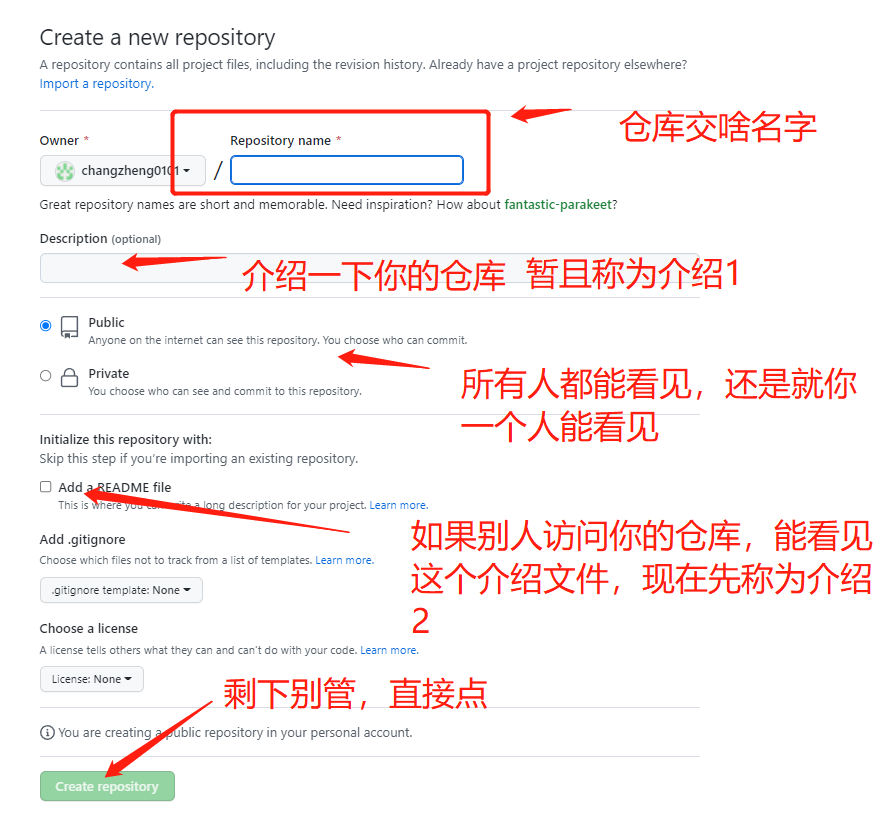 Create a new repository
A repository contains all project files, including the revision history. Already have a project repository elsewhere?
Import a repository.
仓库交啥名字
Owner *
Repository name *
changzheng0101
/
Great repository names are short and memorable. Need inspiration? How about fantastic-parakeet?
Description (optional)
介绍一下你的仓库 暂且称为介绍1
Public
Anyone on the internet can see this repository. You choose who can commit.
Private
You choose who can see and commit to this repository.
所有人都能看见，还是就你
一个人能看见
Initialize this repository with:
Skip this step if you're importing an existing repository.
Add a README file
This is where you can write a long description for your project. Learn more.
如果别人访问你的仓库，能看见
这个介绍文件，现在先称为介绍
2
Add .gitignore
Choose which files not to track from a list of templates. Learn more.
.gitignore template: None
Choose a license
A license tells others what they can and can't do with your code. Learn more.
License: None
剩下别管，直接点
You are creating a public repository in your personal account.
Create repository